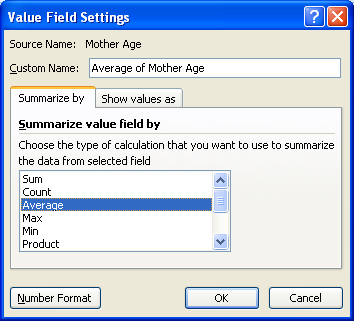 Value Field Settings
Source Name: Mother Age
Custom Name: Average of Mother Age
Summarize by Show values as
Summarize value field by
Choose the type of calculation that you want to use to summarize
the data from selected field
Sum
Count
Average
Max
Min
Product
Number Format OK Cancel